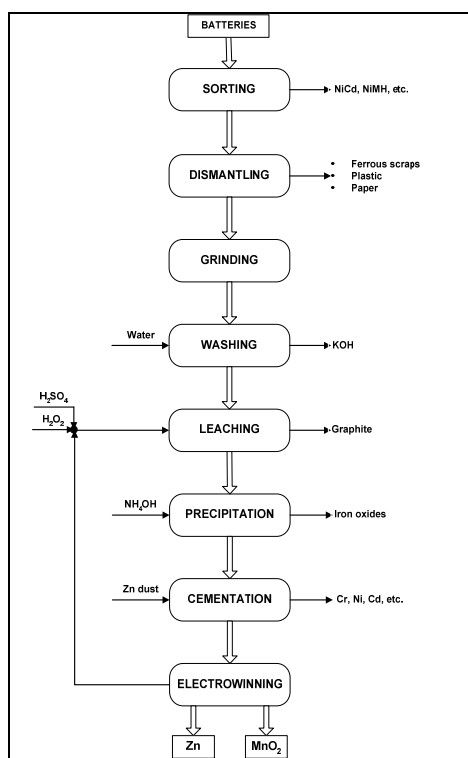 BATTERIES
SORTING
NiCd, NiMH, etc.
DISMANTLING
• Ferrous scraps
• Plastic
• Paper
GRINDING
Water
WASHING
KOH
H₂SO₄
H₂O₂
LEACHING
Graphite
NH₄OH
PRECIPITATION
Iron oxides
Zn dust
CEMENTATION
Cr, Ni, Cd, etc.
ELECTROWINNING
Zn
MnO₂